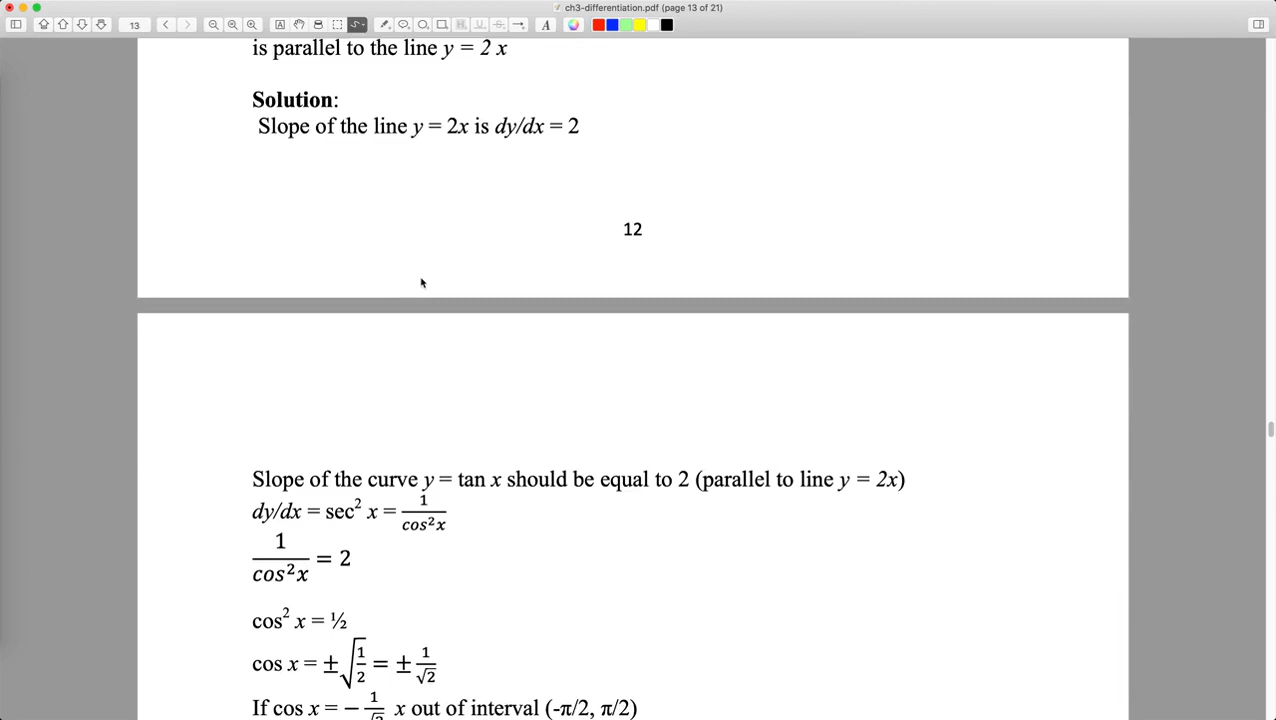 ch3-differentiation.pdf (page 13 of 21)
13
is parallel to the line y = 2 x
Solution:
Slope of the line y = 2x is dy/dx = 2
12
Slope of the curve y = tan x should be equal to 2 (parallel to line y = 2x)
dy/dx = sec² x = 1/cos²x
1/cos²x = 2
cos² x = ½
cos x = ±√(1/2) = ± 1/√2
If cos x = − 1/√2 x out of interval (-π/2, π/2)